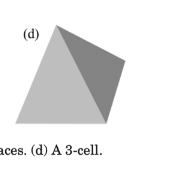 (d)
aces. (d) A 3-cell.